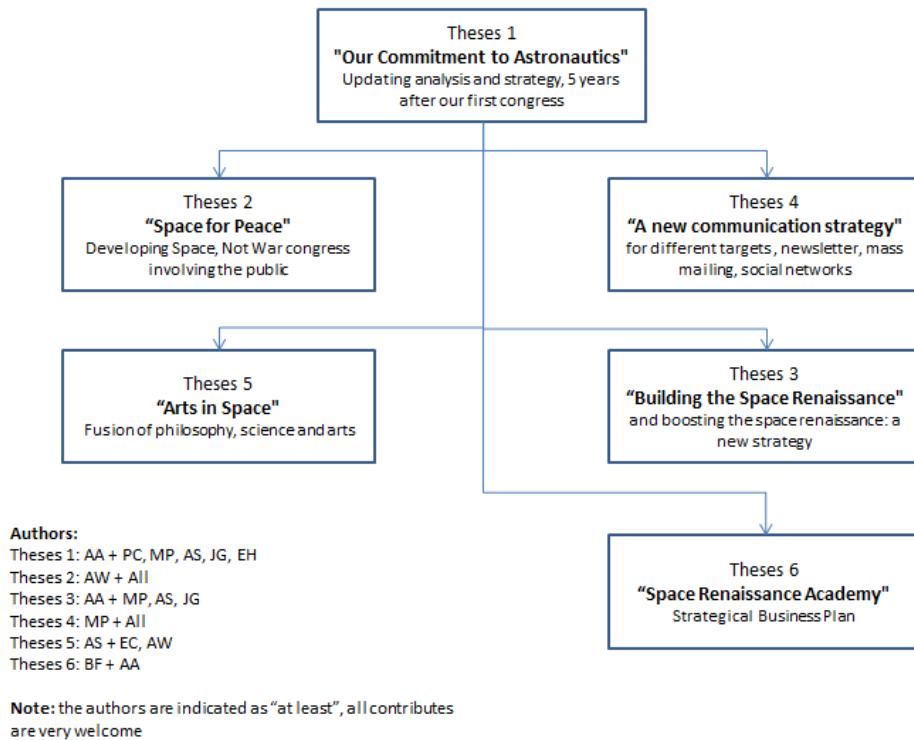 Theses 1
"Our Commitment to Astronautics"
Updating analysis and strategy, 5 years
after our first congress
Theses 2
“Space for Peace"
Developing Space, Not War congress
involving the public
Theses 4
“A new communication strategy"
for different targets, newsletter, mass
mailing, social networks
Theses 5
“Arts in Space"
Fusion of philosophy, science and arts
Theses 3
“Building the Space Renaissance"
and boosting the space renaissance: a
new strategy
Theses 6
“Space Renaissance Academy"
Strategical Business Plan
Authors:
Theses 1: AA + PC, MP, AS, JG, EH
Theses 2: AW + All
Theses 3: AA + MP, AS, JG
Theses 4: MP + All
Theses 5: AS + EC, AW
Theses 6: BF + AA
Note: the authors are indicated as “at least”, all contributes
are very welcome